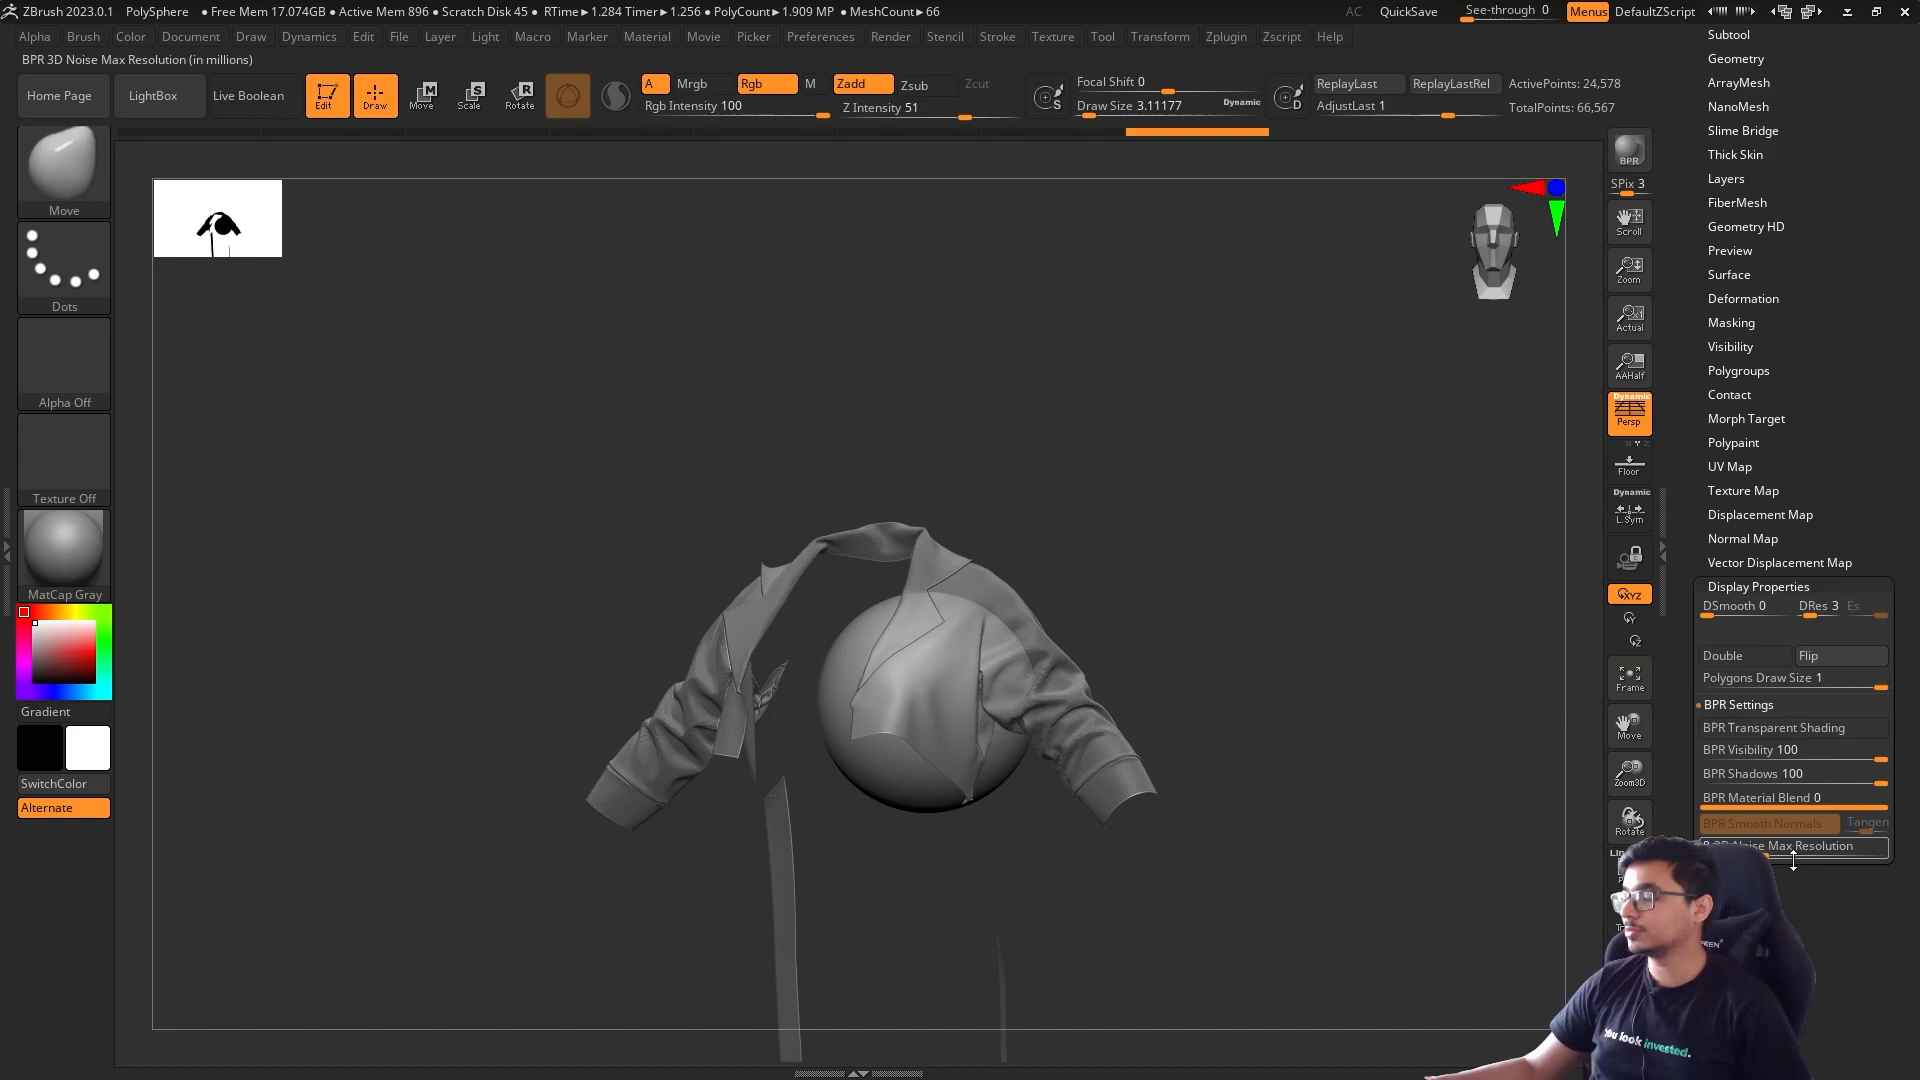 ZBrush 2023.0.1 PolySphere ● Free Mem 17.074GB ● Active Mem 896 ● Scratch Disk 45 ● RTime►1.284 Timer►1.256 ● PolyCount►1.909 MP ● MeshCount►66 AC QuickSave See-through 0 Menus DefaultZScript
Alpha Brush Color Document Draw Dynamics Edit File Layer Light Macro Marker Material Movie Picker Preferences Render Stencil Stroke Texture Tool Transform Zplugin Zscript Help
BPR 3D Noise Max Resolution (in millions)
Home Page LightBox Live Boolean Edit Draw Move Scale Rotate
A Mrgb Rgb M Zadd Zsub Zcut
Rgb Intensity 100 Z Intensity 51
Focal Shift 0
Draw Size 3.11177 Dynamic
ReplayLast ReplayLastRel
AdjustLast 1
ActivePoints: 24,578
TotalPoints: 66,567
Move
Dots
Alpha Off
Texture Off
MatCap Gray
Gradient
SwitchColor
Alternate
BPR
SPix 3
Scroll
Zoom
Actual
AAHalf
Dynamic
Persp
Floor
Dynamic
L.Sym
XYZ
Y
Z
Frame
Move
Zoom3D
Rotate
Subtool
Geometry
ArrayMesh
NanoMesh
Slime Bridge
Thick Skin
Layers
FiberMesh
Geometry HD
Preview
Surface
Deformation
Masking
Visibility
Polygroups
Contact
Morph Target
Polypaint
UV Map
Texture Map
Displacement Map
Normal Map
Vector Displacement Map
Display Properties
DSmooth 0 DRes 3 Es
Double Flip
Polygons Draw Size 1
BPR Settings
BPR Transparent Shading
BPR Visibility 100
BPR Shadows 100
BPR Material Blend 0
BPR Smooth Normals Tangen
Noise Max Resolution
You look invested.